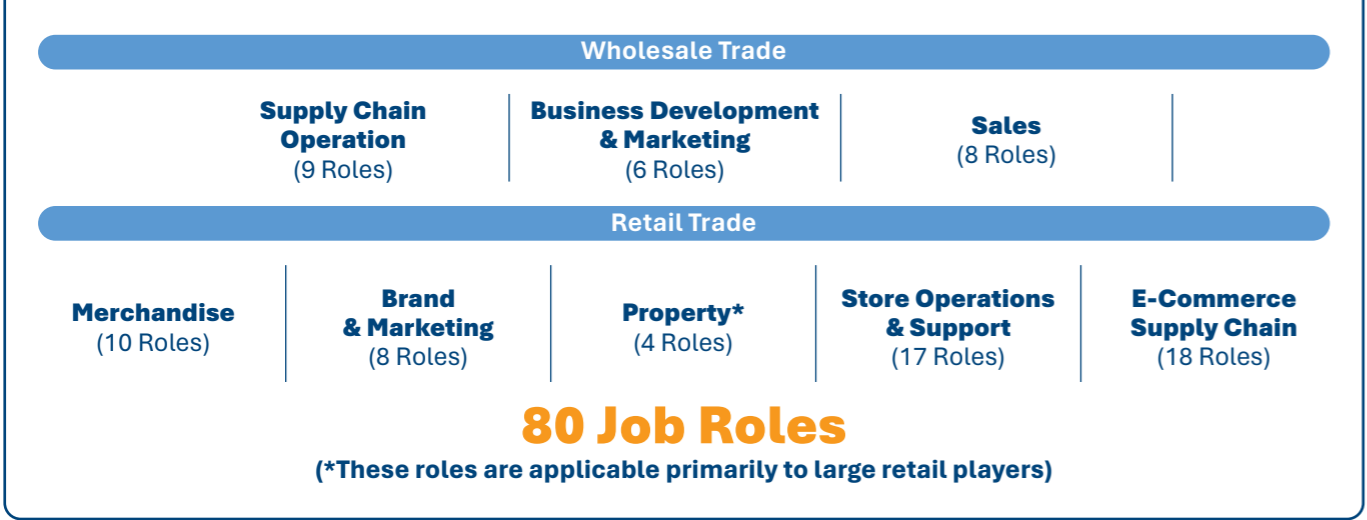 Wholesale Trade
Supply Chain
Operation
(9 Roles)
Business Development
& Marketing
(6 Roles)
Sales
(8 Roles)
Retail Trade
Merchandise
(10 Roles)
Brand
& Marketing
(8 Roles)
Property*
(4 Roles)
Store Operations
& Support
(17 Roles)
E-Commerce
Supply Chain
(18 Roles)
80 Job Roles
(*These roles are applicable primarily to large retail players)